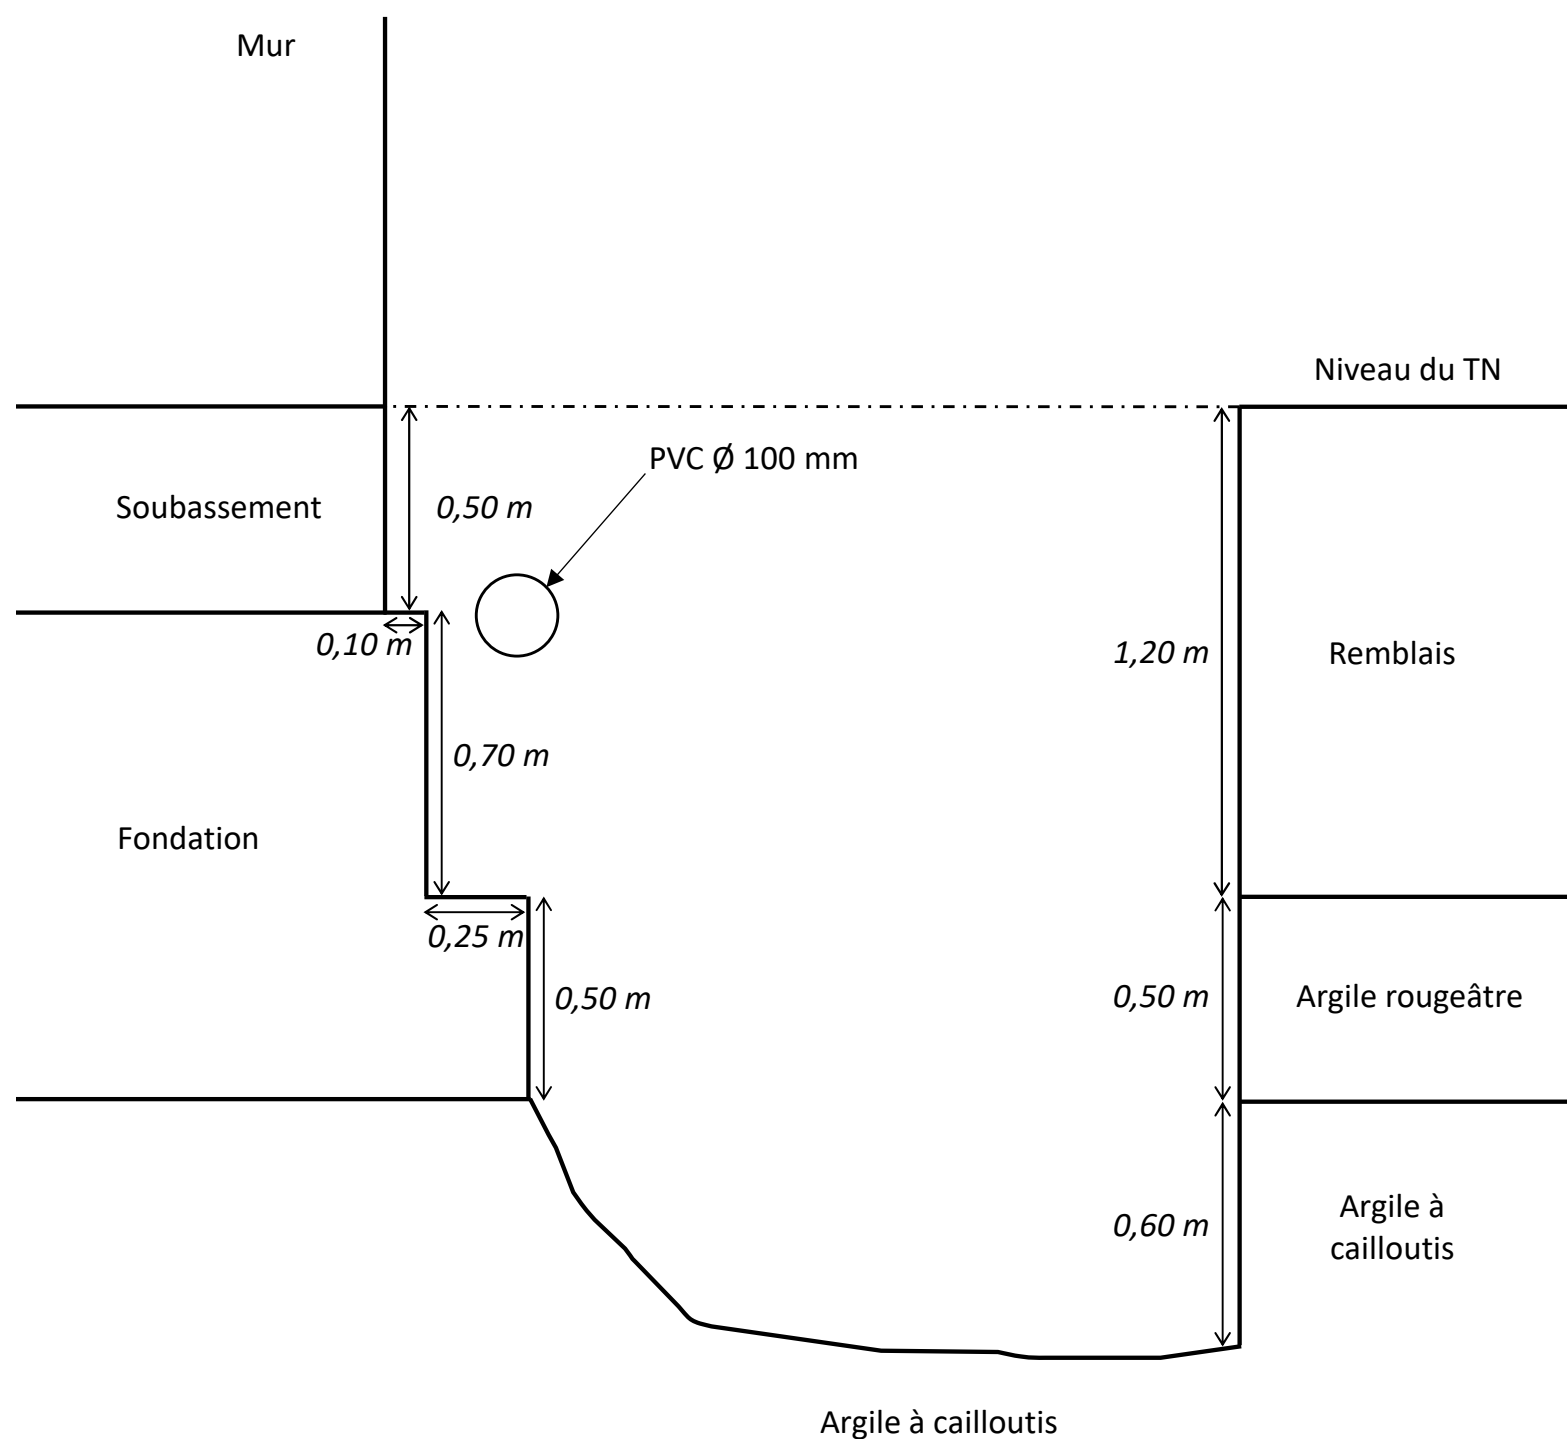 Mur
Niveau du TN
PVC Ø 100 mm
Soubassement
0,50 m
0,10 m
1,20 m
Remblais
0,70 m
Fondation
0,25 m
0,50 m
0,50 m
Argile rougeâtre
0,60 m
Argile à
cailloutis
Argile à cailloutis